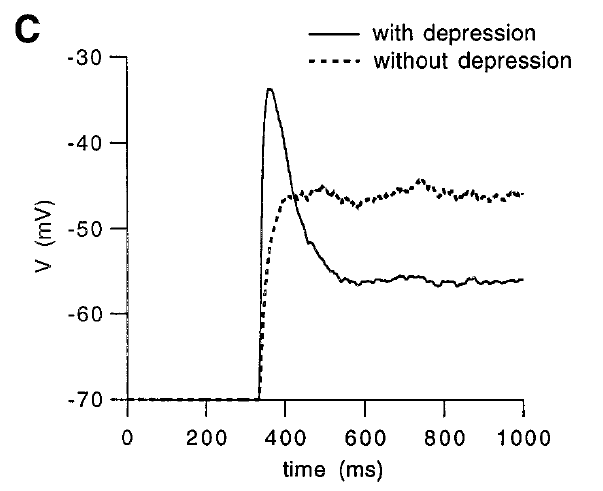 C
with depression
without depression
-30
-40
-50
-60
-70
V (mV)
0 200 400 600 800 1000
time (ms)